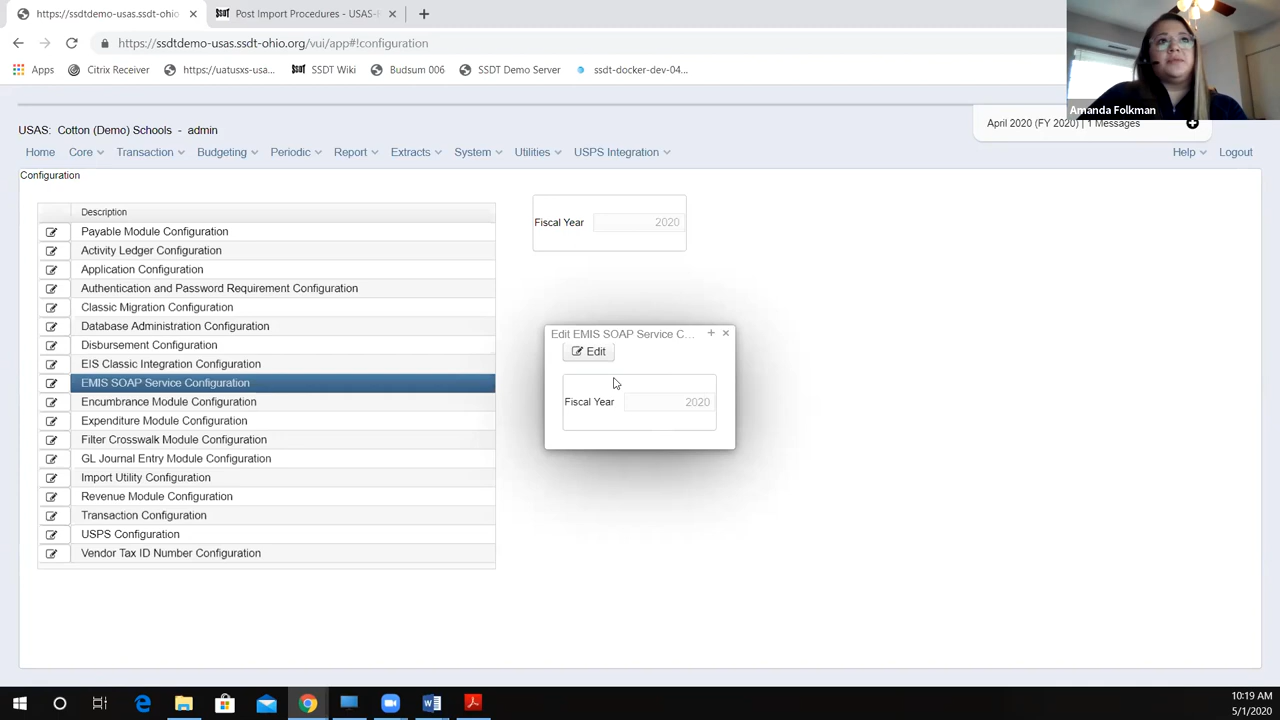 https://ssdtdemo-usas.ssdt-ohio
SSDT Post Import Procedures - USAS-
https://ssdtdemo-usas.ssdt-ohio.org/vui/app#!configuration
Apps Citrix Receiver https://uatusxs-usa... SSDT SSDT Wiki Budsum 006 SSDT Demo Server ssdt-docker-dev-04...
Amanda Folkman
USAS: Cotton (Demo) Schools - admin
April 2020 (FY 2020) | 1 Messages
Home Core Transaction Budgeting Periodic Report Extracts System Utilities USPS Integration Help Logout
Configuration
Description
Payable Module Configuration
Activity Ledger Configuration
Application Configuration
Authentication and Password Requirement Configuration
Classic Migration Configuration
Database Administration Configuration
Disbursement Configuration
EIS Classic Integration Configuration
EMIS SOAP Service Configuration
Encumbrance Module Configuration
Expenditure Module Configuration
Filter Crosswalk Module Configuration
GL Journal Entry Module Configuration
Import Utility Configuration
Revenue Module Configuration
Transaction Configuration
USPS Configuration
Vendor Tax ID Number Configuration
Fiscal Year 2020
Edit EMIS SOAP Service C...
Edit
Fiscal Year 2020
10:19 AM
5/1/2020